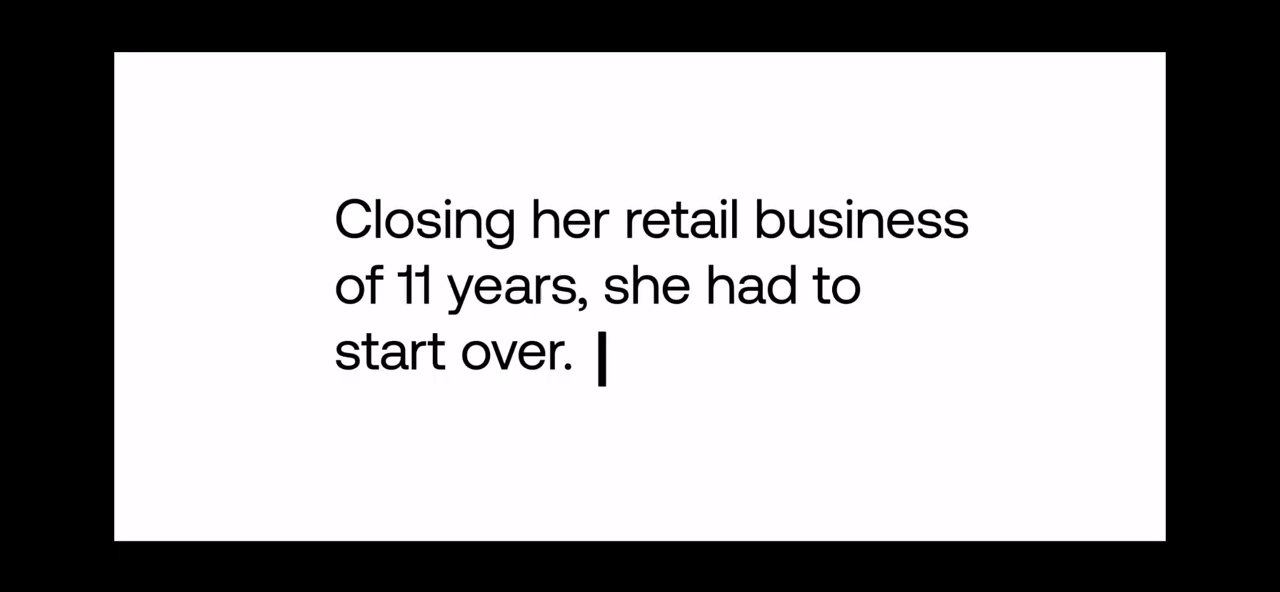 Closing her retail business
of 11 years, she had to
start over.